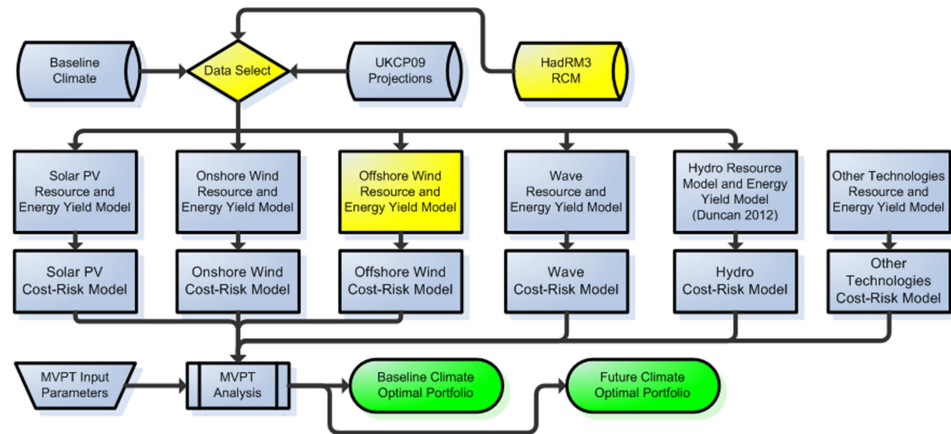 Baseline
Climate
Data Select
UKCP09
Projections
HadRM3
RCM
Solar PV
Resource and
Energy Yield Model
Onshore Wind
Resource and
Energy Yield Model
Offshore Wind
Resource and
Energy Yield Model
Wave
Resource and
Energy Yield Model
Hydro Resource
Model and Energy
Yield Model
(Duncan 2012)
Other Technologies
Resource and
Energy Yield Model
Solar PV
Cost-Risk Model
Onshore Wind
Cost-Risk Model
Offshore Wind
Cost-Risk Model
Wave
Cost-Risk Model
Hydro
Cost-Risk Model
Other
Technologies
Cost-Risk Model
MVPT Input
Parameters
MVPT
Analysis
Baseline Climate
Optimal Portfolio
Future Climate
Optimal Portfolio